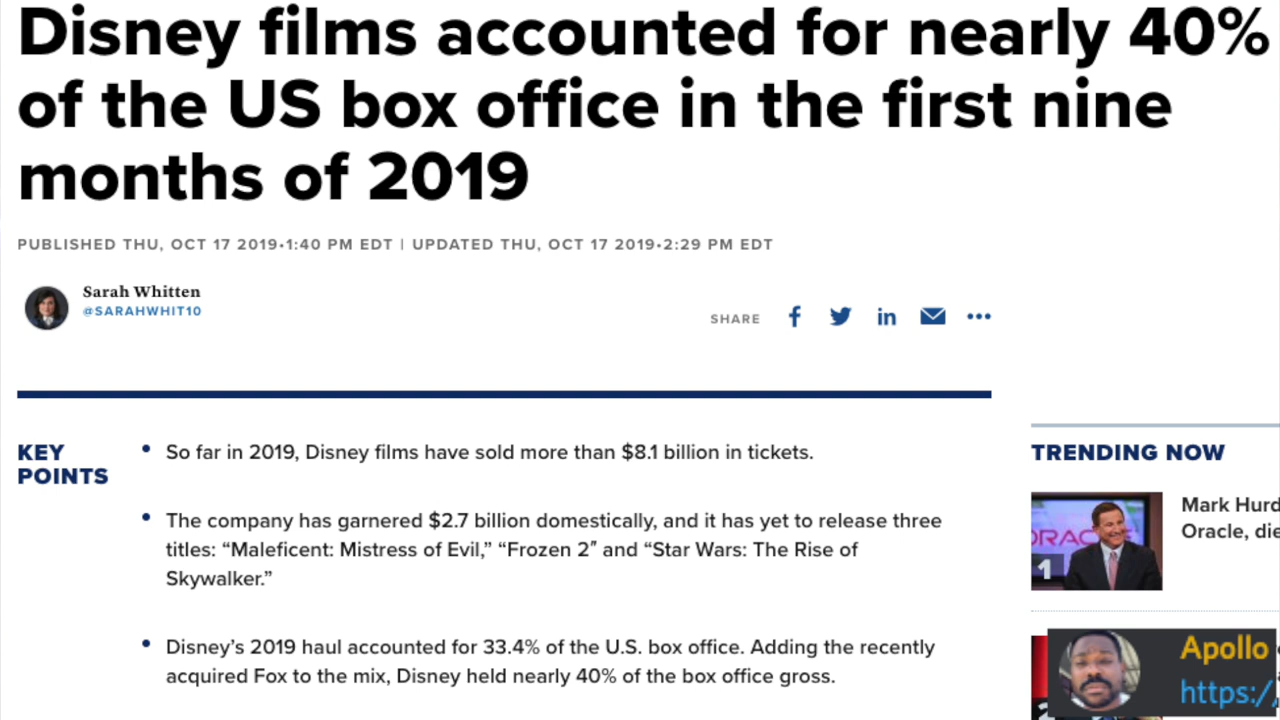 Disney films accounted for nearly 40%
of the US box office in the first nine
months of 2019
PUBLISHED THU, OCT 17 2019•1:40 PM EDT | UPDATED THU, OCT 17 2019•2:29 PM EDT
Sarah Whitten
@SARAHWHIT10
SHARE
KEY
POINTS
• So far in 2019, Disney films have sold more than $8.1 billion in tickets.
• The company has garnered $2.7 billion domestically, and it has yet to release three
titles: “Maleficent: Mistress of Evil,” “Frozen 2″ and “Star Wars: The Rise of
Skywalker.”
• Disney’s 2019 haul accounted for 33.4% of the U.S. box office. Adding the recently
acquired Fox to the mix, Disney held nearly 40% of the box office gross.
TRENDING NOW
ORACLE
1
Mark Hurd
Oracle, die
2
Apollo
https:/